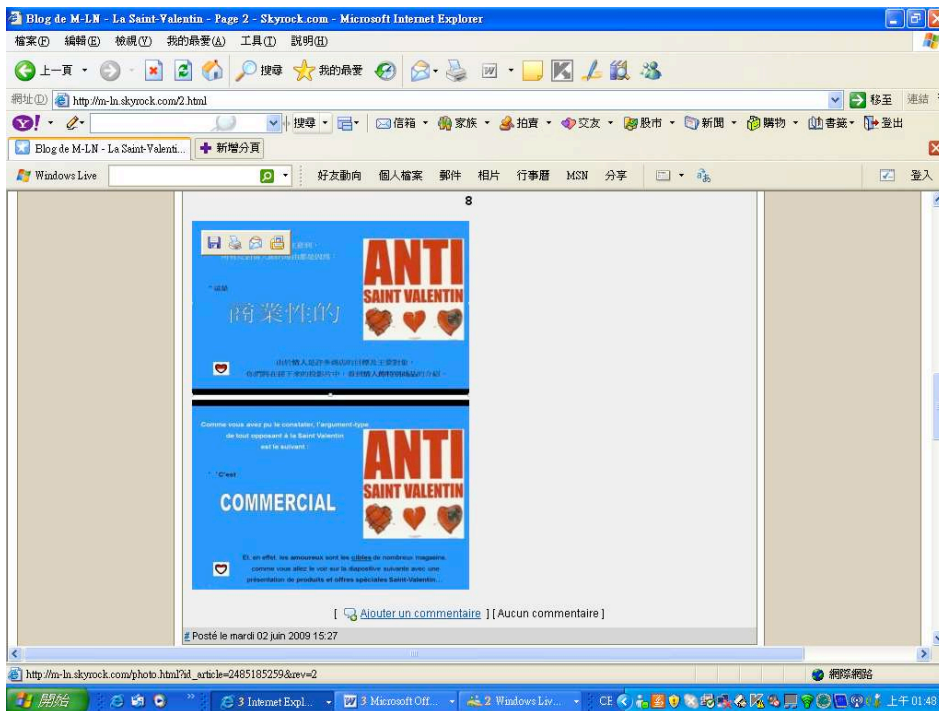 Blog de M-LN - La Saint-Valentin - Page 2 - Skyrock.com - Microsoft Internet Explorer
檔案(F) 編輯(E) 檢視(V) 我的最愛(A) 工具(T) 說明(H)
上一頁 搜尋 我的最愛
網址(D) http://m-ln.skyrock.com/2.html 移至 連結
Y! 搜尋 信箱 家族 拍賣 交友 股市 新聞 購物 書籤 登出
Blog de M-LN - La Saint-Valenti... 新增分頁
Windows Live 好友動向 個人檔案 郵件 相片 行事曆 MSN 分享 登入
8
ANTI
SAINT VALENTIN
商業性的
Comme vous avez pu le constater, l'argument-type
de tout opposant à la Saint Valentin
est le suivant :
ANTI
SAINT VALENTIN
"C'est
COMMERCIAL
Et, en effet, les amoureux sont les cibles de nombreux magasins,
comme vous allez le voir sur la diapositive suivante avec une
présentation de produits et offres spéciales Saint-Valentin...
[ Ajouter un commentaire ] [ Aucun commentaire ]
# Posté le mardi 02 juin 2009 15:27
http://m-ln.skyrock.com/photo.html?id_article=2485185259&rev=2 網際網路
開始 3 Internet Expl... 3 Microsoft Off... 2 Windows Liv... CH 上午 01:48